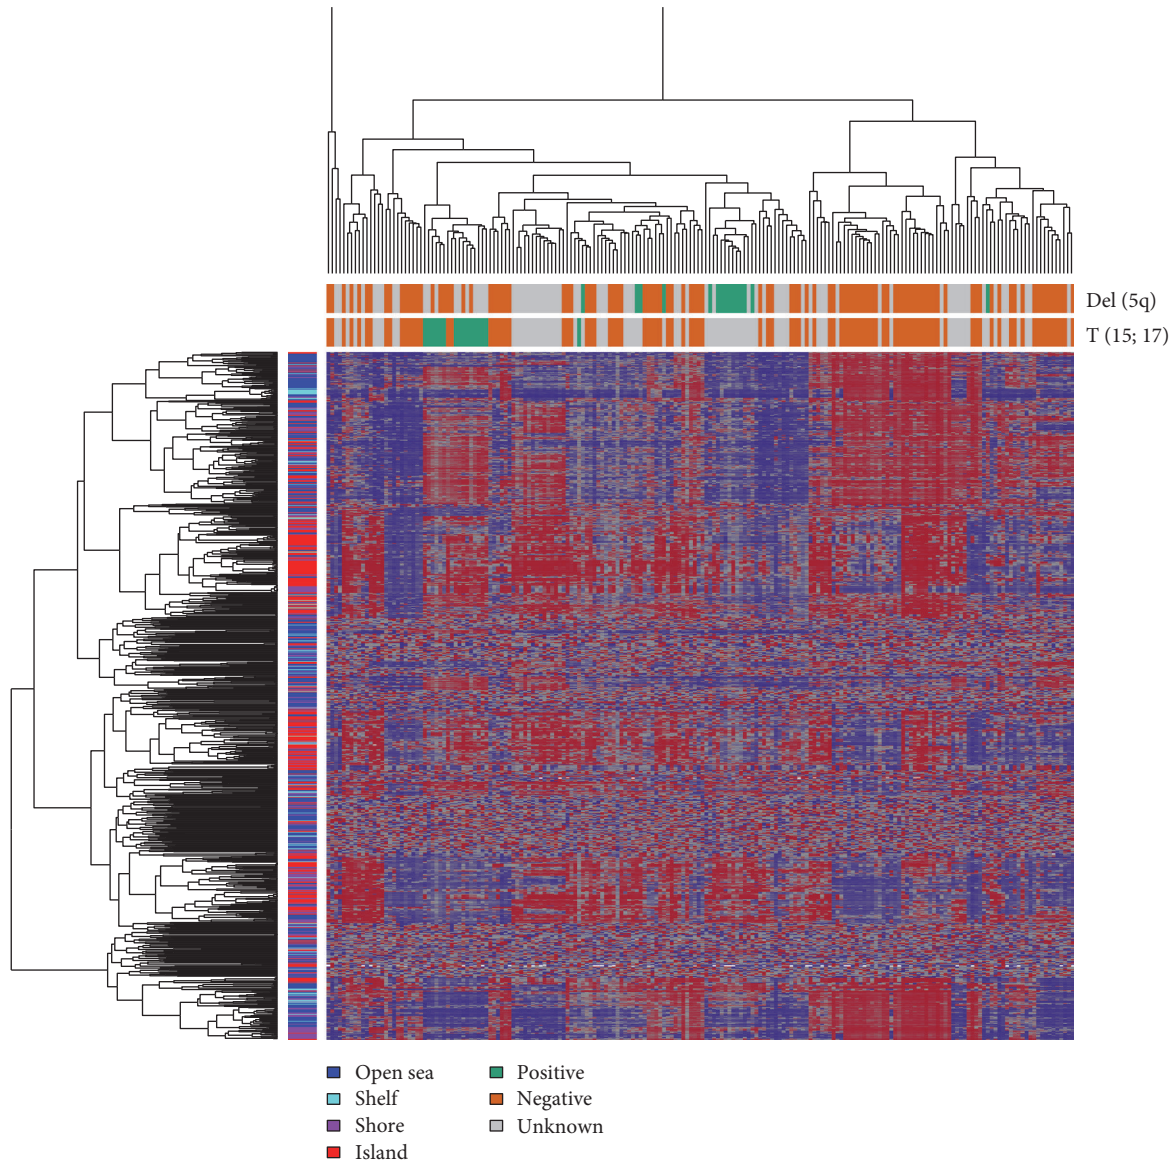 Del (5q)
T (15; 17)
Open sea
Shelf
Shore
Island
Positive
Negative
Unknown